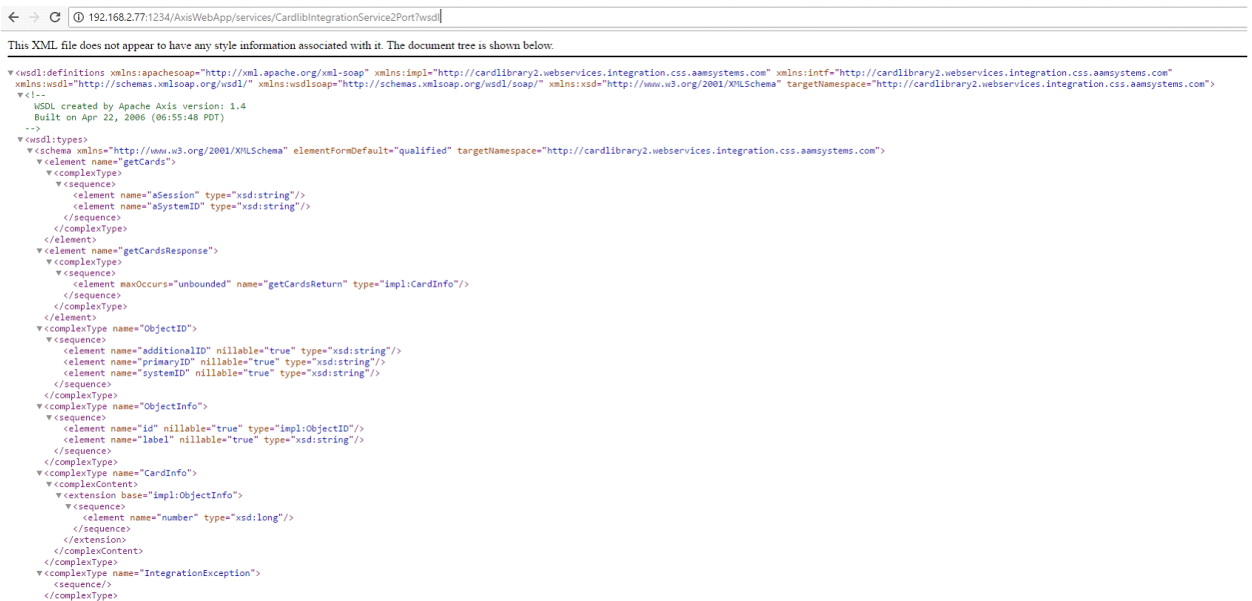 192.168.2.77:1234/AxisWebApp/services/CardlibIntegrationService2Port?wsdl
This XML file does not appear to have any style information associated with it. The document tree is shown below.
▼<wsdl:definitions xmlns:apachesoap="http://xml.apache.org/xml-soap" xmlns:impl="http://cardlibrary2.webservices.integration.css.aamsystems.com" xmlns:intf="http://cardlibrary2.webservices.integration.css.aamsystems.com"
xmlns:wsdl="http://schemas.xmlsoap.org/wsdl/" xmlns:wsdlsoap="http://schemas.xmlsoap.org/wsdl/soap/" xmlns:xsd="http://www.w3.org/2001/XMLSchema" targetNamespace="http://cardlibrary2.webservices.integration.css.aamsystems.com">
▼<!--
WSDL created by Apache Axis version: 1.4
Built on Apr 22, 2006 (06:55:48 PDT)
-->
▼<wsdl:types>
▼<schema xmlns="http://www.w3.org/2001/XMLSchema" elementFormDefault="qualified" targetNamespace="http://cardlibrary2.webservices.integration.css.aamsystems.com">
▼<element name="getCards">
▼<complexType>
▼<sequence>
<element name="aSession" type="xsd:string"/>
<element name="aSystemID" type="xsd:string"/>
</sequence>
</complexType>
</element>
▼<element name="getCardsResponse">
▼<complexType>
▼<sequence>
<element maxOccurs="unbounded" name="getCardsReturn" type="impl:CardInfo"/>
</sequence>
</complexType>
</element>
▼<complexType name="ObjectID">
▼<sequence>
<element name="additionalID" nillable="true" type="xsd:string"/>
<element name="primaryID" nillable="true" type="xsd:string"/>
<element name="systemID" nillable="true" type="xsd:string"/>
</sequence>
</complexType>
▼<complexType name="ObjectInfo">
▼<sequence>
<element name="id" nillable="true" type="impl:ObjectID"/>
<element name="label" nillable="true" type="xsd:string"/>
</sequence>
</complexType>
▼<complexType name="CardInfo">
▼<complexContent>
▼<extension base="impl:ObjectInfo">
▼<sequence>
<element name="number" type="xsd:long"/>
</sequence>
</extension>
</complexContent>
</complexType>
▼<complexType name="IntegrationException">
<sequence/>
</complexType>